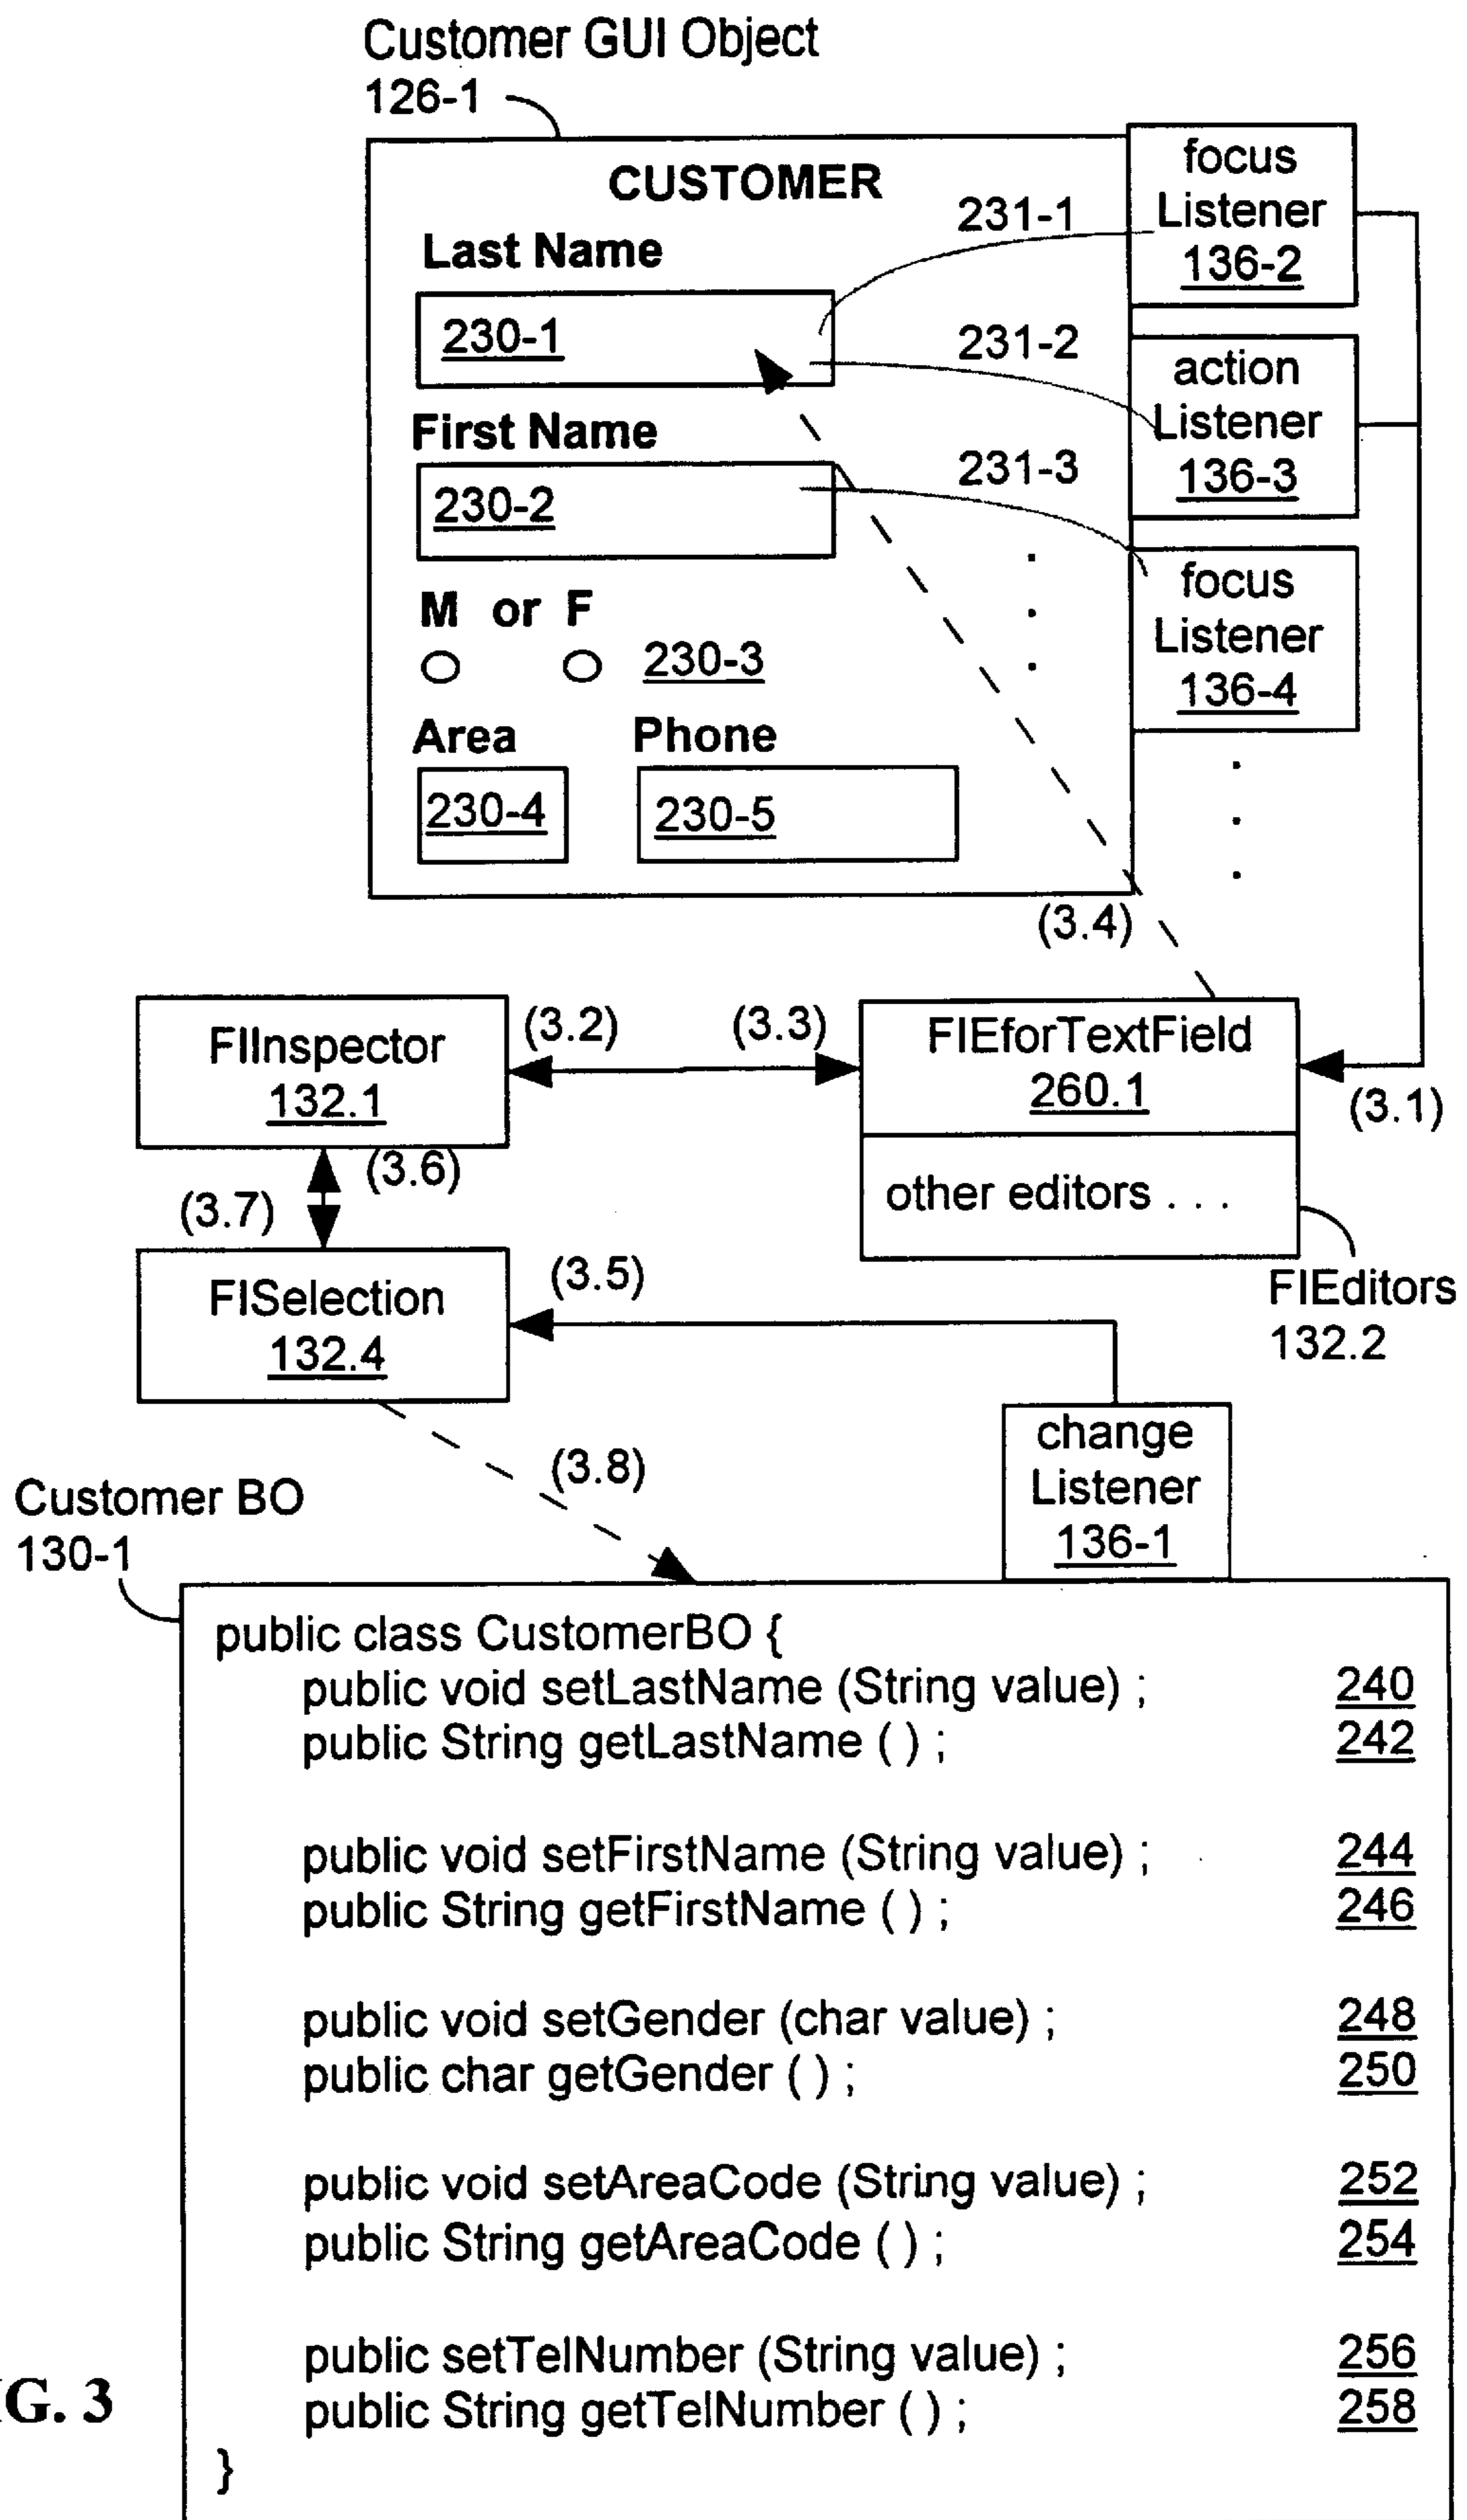 Customer GUI Object
126-1
CUSTOMER
focus
Listener
136-2
231-1
Last Name
230-1
231-2
action
Listener
136-3
First Name
231-3
230-2
focus
Listener
136-4
M or F
230-3
Area Phone
230-4 230-5
(3.4)
FIInspector
132.1
(3.2) (3.3)
FIEforTextField
260.1
(3.1)
other editors . . .
(3.6)
(3.7)
FISelection
132.4
(3.5)
FIEditors
132.2
change
Listener
136-1
(3.8)
Customer BO
130-1
public class CustomerBO {
public void setLastName (String value) ; 240
public String getLastName ( ) ; 242
public void setFirstName (String value) ; 244
public String getFirstName ( ) ; 246
public void setGender (char value) ; 248
public char getGender ( ) ; 250
public void setAreaCode (String value) ; 252
public String getAreaCode ( ) ; 254
public setTelNumber (String value) ; 256
public String getTelNumber ( ) ; 258
}
G. 3